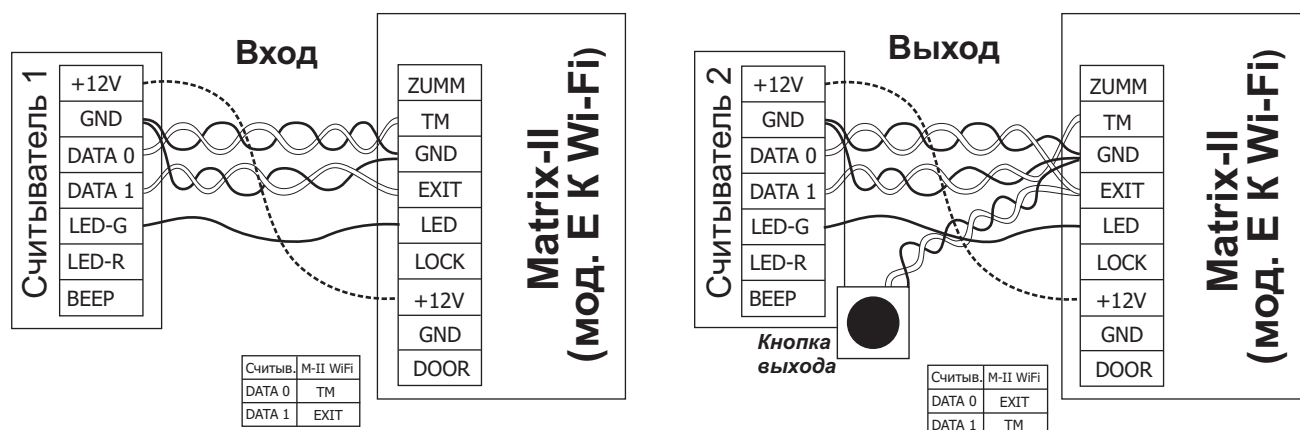 Вход
Считыватель 1
+12V
GND
DATA 0
DATA 1
LED-G
LED-R
BEEP
ZUMM
TM
GND
EXIT
LED
LOCK
+12V
GND
DOOR
Matrix-II
(мод. E K Wi-Fi)
Считыв. M-II WiFi
DATA 0 TM
DATA 1 EXIT
Выход
Считыватель 2
+12V
GND
DATA 0
DATA 1
LED-G
LED-R
BEEP
Кнопка
выхода
ZUMM
TM
GND
EXIT
LED
LOCK
+12V
GND
DOOR
Matrix-II
(мод. E K Wi-Fi)
Считыв. M-II WiFi
DATA 0 EXIT
DATA 1 TM